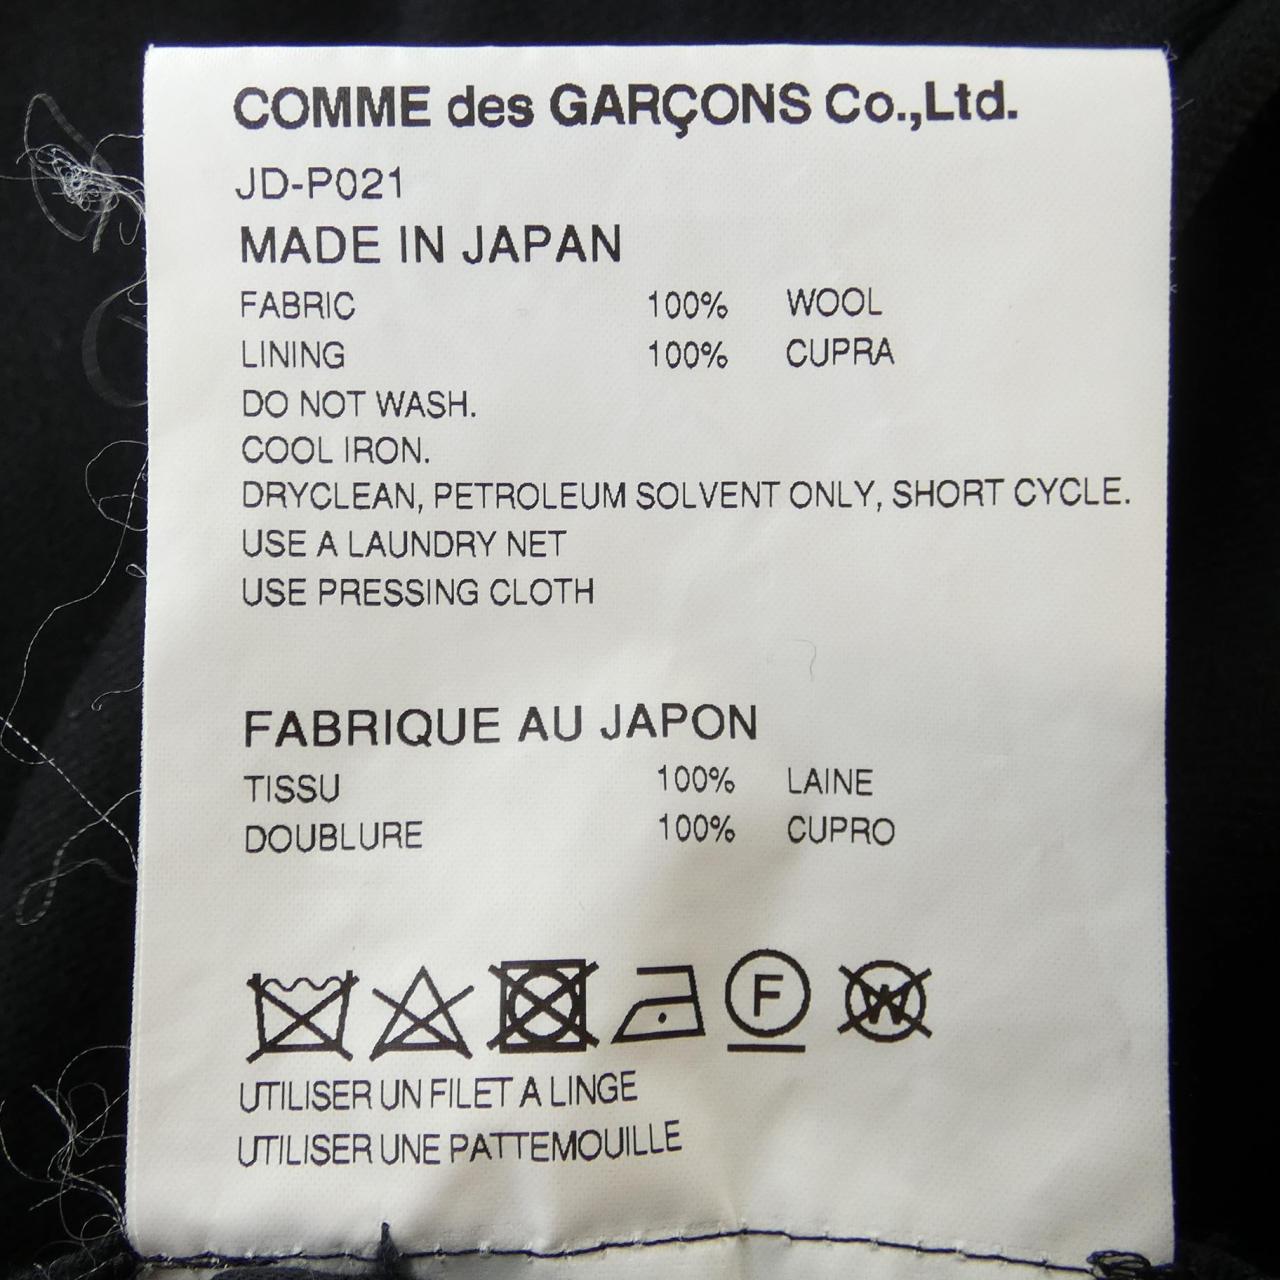 COMME des GARÇONS Co.,Ltd.
JD-P021
MADE IN JAPAN
FABRIC 100% WOOL
LINING 100% CUPRA
DO NOT WASH.
COOL IRON.
DRYCLEAN, PETROLEUM SOLVENT ONLY, SHORT CYCLE.
USE A LAUNDRY NET
USE PRESSING CLOTH
FABRIQUE AU JAPON
TISSU 100% LAINE
DOUBLURE 100% CUPRO
F W
UTILISER UN FILET A LINGE
UTILISER UNE PATTEMOUILLE